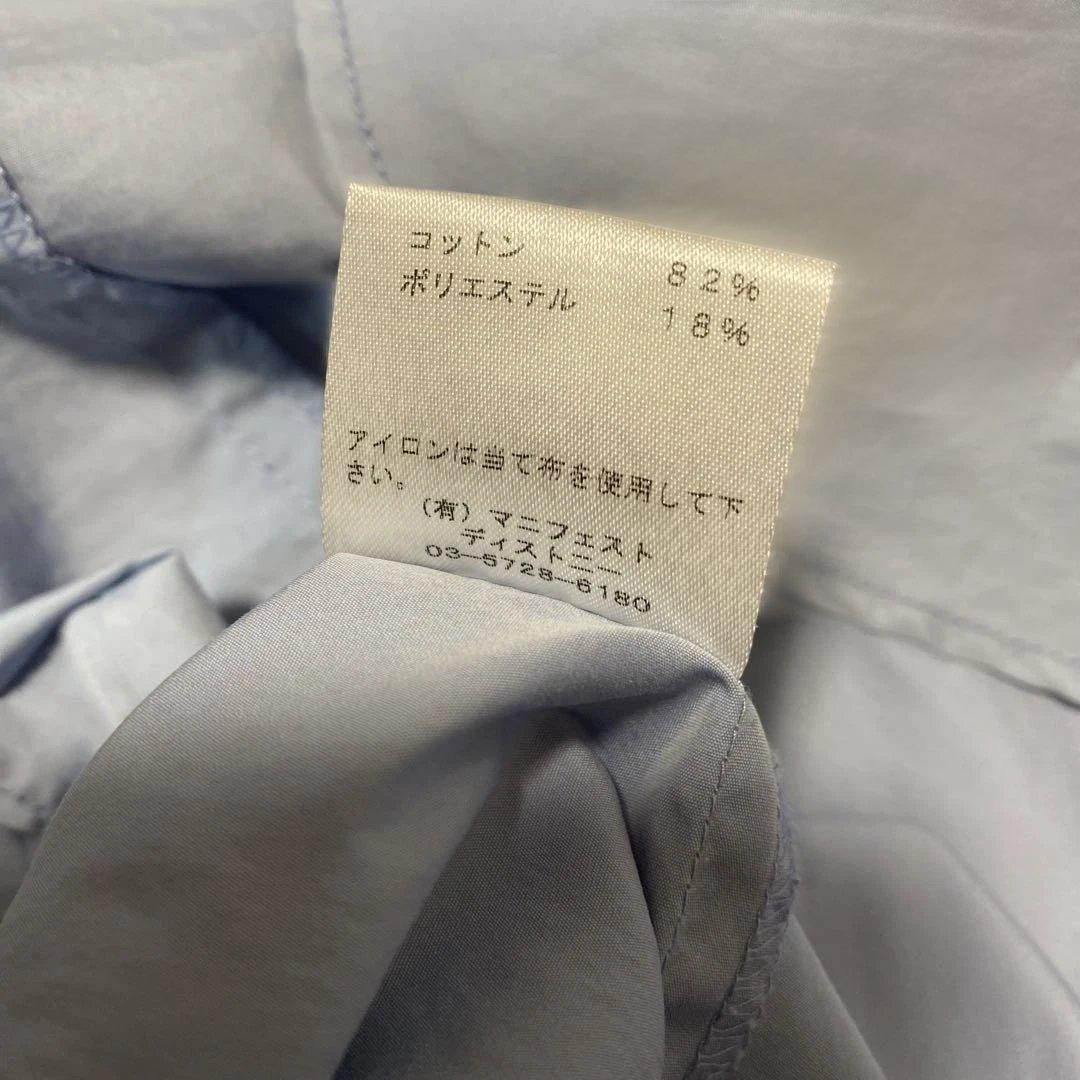 コットン 82%
ポリエステル 18%
アイロンは当て布を使用して下
さい。
(有)マニフェスト
ディストニー
03-5728-6180